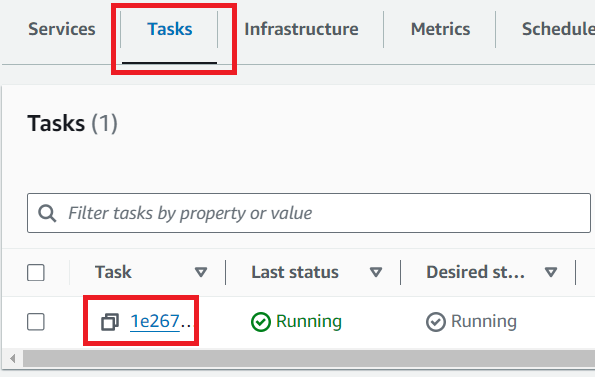 Services Tasks Infrastructure Metrics Schedule
Tasks (1)
Filter tasks by property or value
Task Last status Desired st...
1e267... Running Running